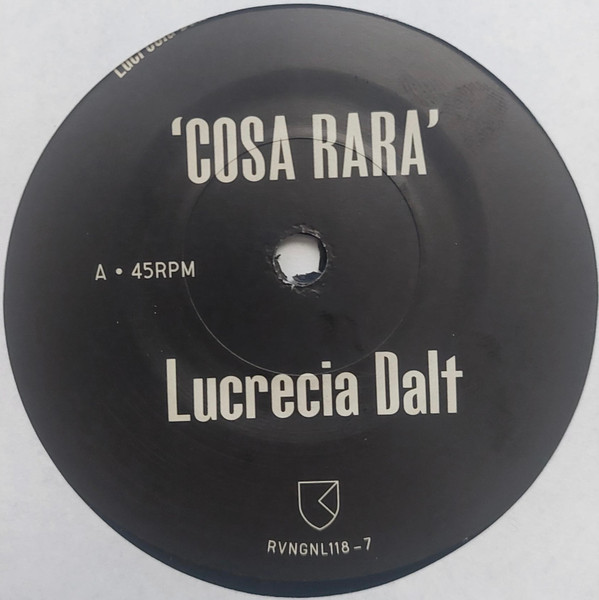 ‘COSA RARA’
A • 45RPM
Lucrecia Dalt
RVNGNL118-7